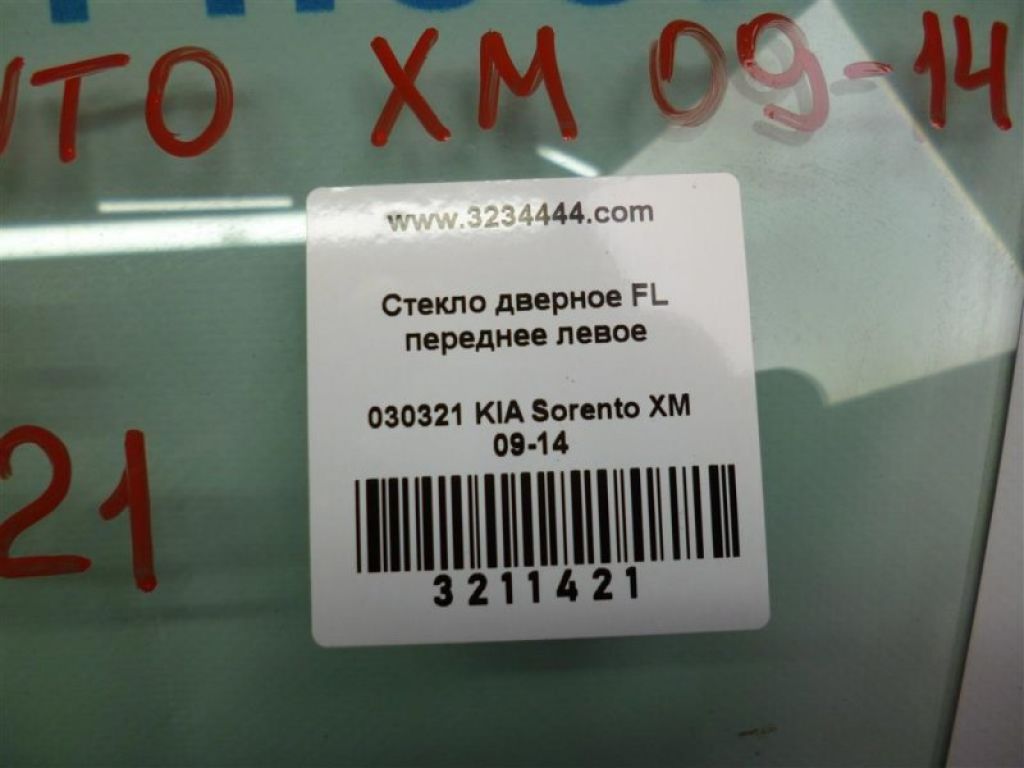 ТО XM 09-14
www.3234444.com
Стекло дверное FL
переднее левое
030321 KIA Sorento XM
09-14
21
3211421